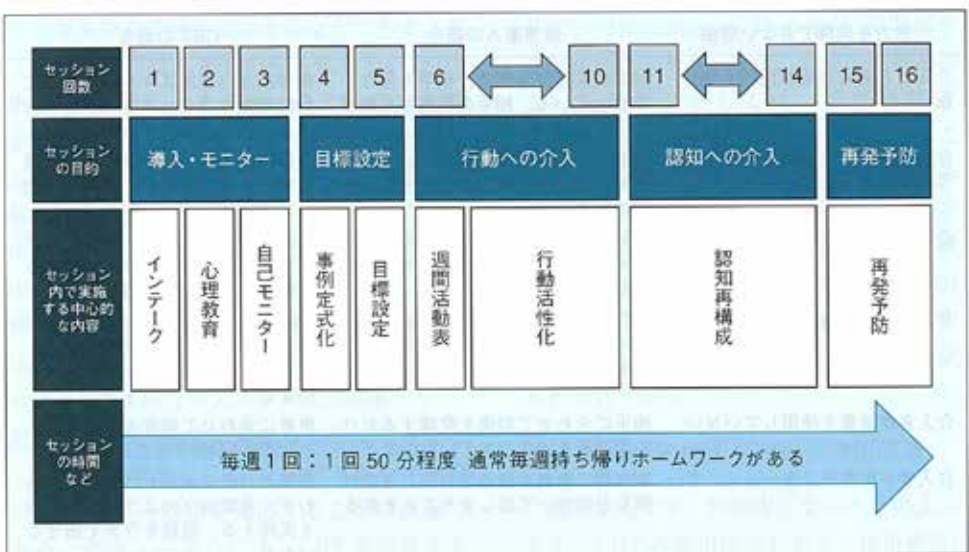 セッション
回数
1 2 3 4 5 6 10 11 14 15 16
セッション
の目的
導入・モニター 目標設定 行動への介入 認知への介入 再発予防
セッション
内で実施
する中心的
な内容
インテーク
心理教育
自己モニター
事例定式化
目標設定
週間活動表
行動活性化
認知再構成
再発予防
セッション
の時間
など
毎週1回：1回50分程度 通常毎週持ち帰りホームワークがある